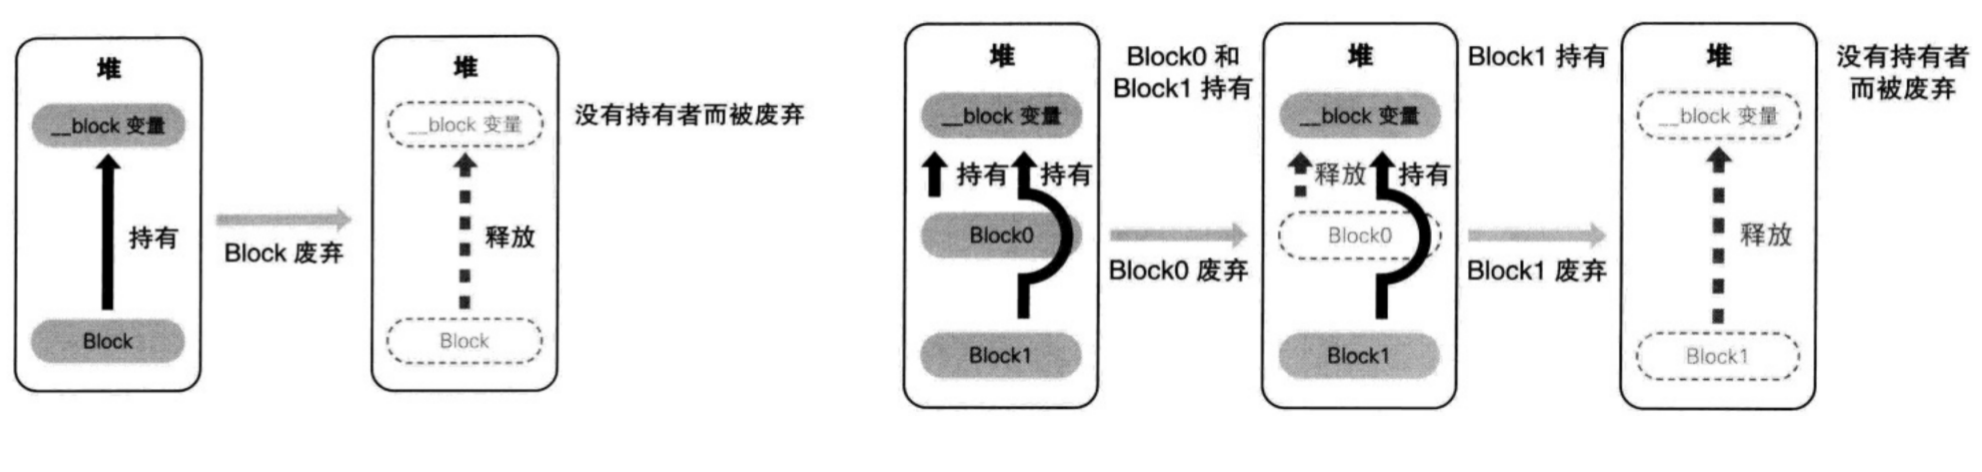 堆
__block 变量
持有
Block
Block 废弃
堆
__block 变量
释放
Block
没有持有者而被废弃
堆
__block 变量
持有
持有
Block0
Block1
Block0 和
Block1 持有
Block0 废弃
堆
__block 变量
释放
持有
Block0
Block1
Block1 持有
Block1 废弃
堆
__block 变量
释放
Block1
没有持有者
而被废弃